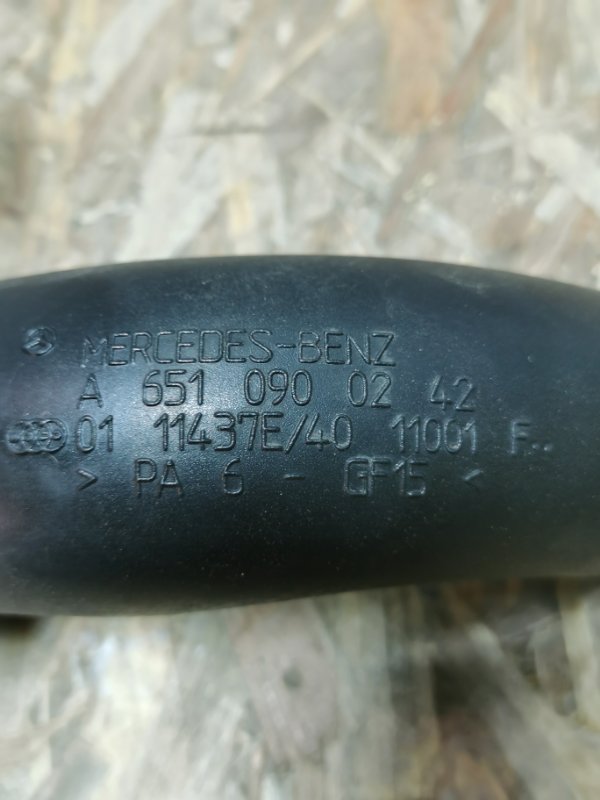 MERCEDES-BENZ
A 651 090 02 42
01 11437E/40 11001 F..
> PA 6 - GF15 <